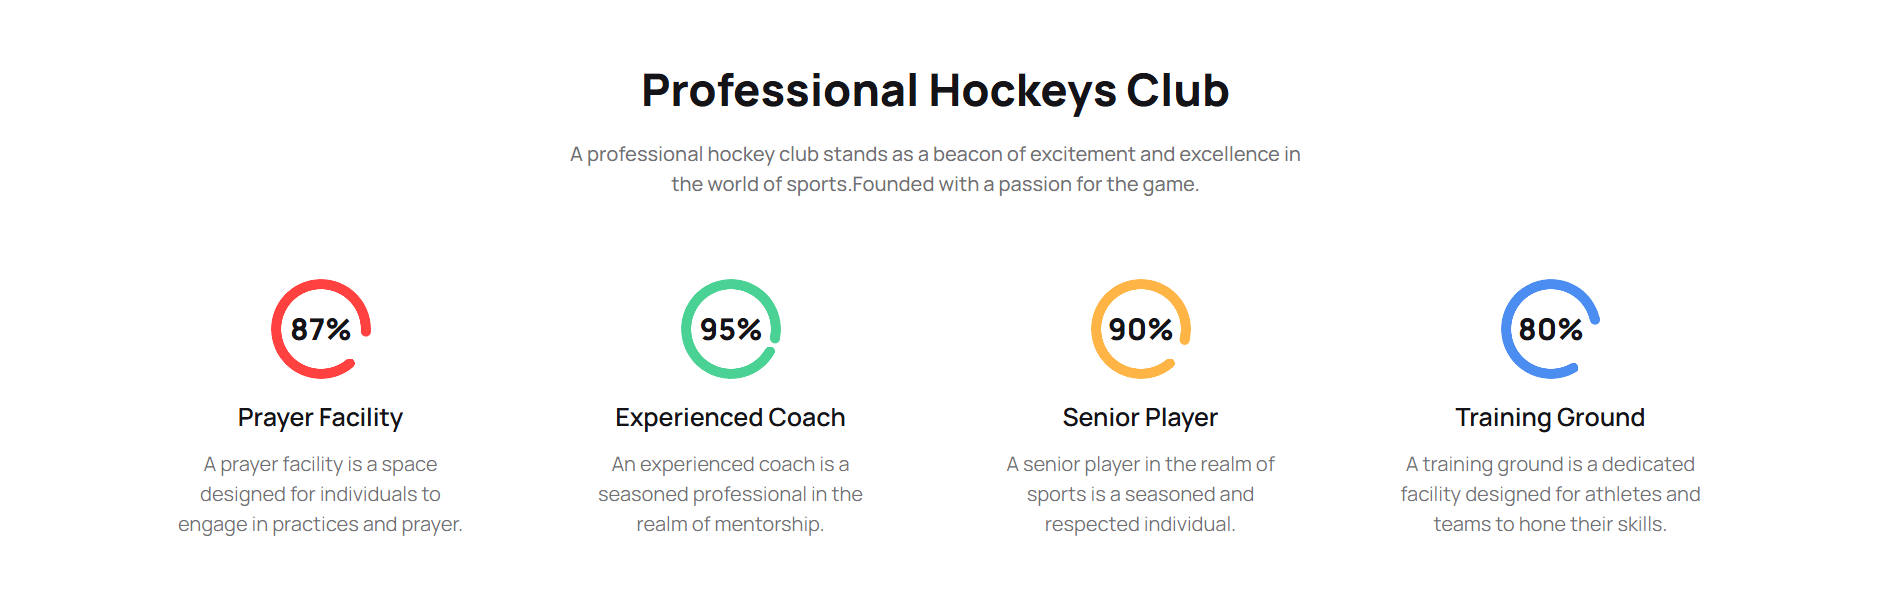 Professional Hockeys Club
A professional hockey club stands as a beacon of excitement and excellence in
the world of sports.Founded with a passion for the game.
87%
Prayer Facility
A prayer facility is a space
designed for individuals to
engage in practices and prayer.
95%
Experienced Coach
An experienced coach is a
seasoned professional in the
realm of mentorship.
90%
Senior Player
A senior player in the realm of
sports is a seasoned and
respected individual.
80%
Training Ground
A training ground is a dedicated
facility designed for athletes and
teams to hone their skills.